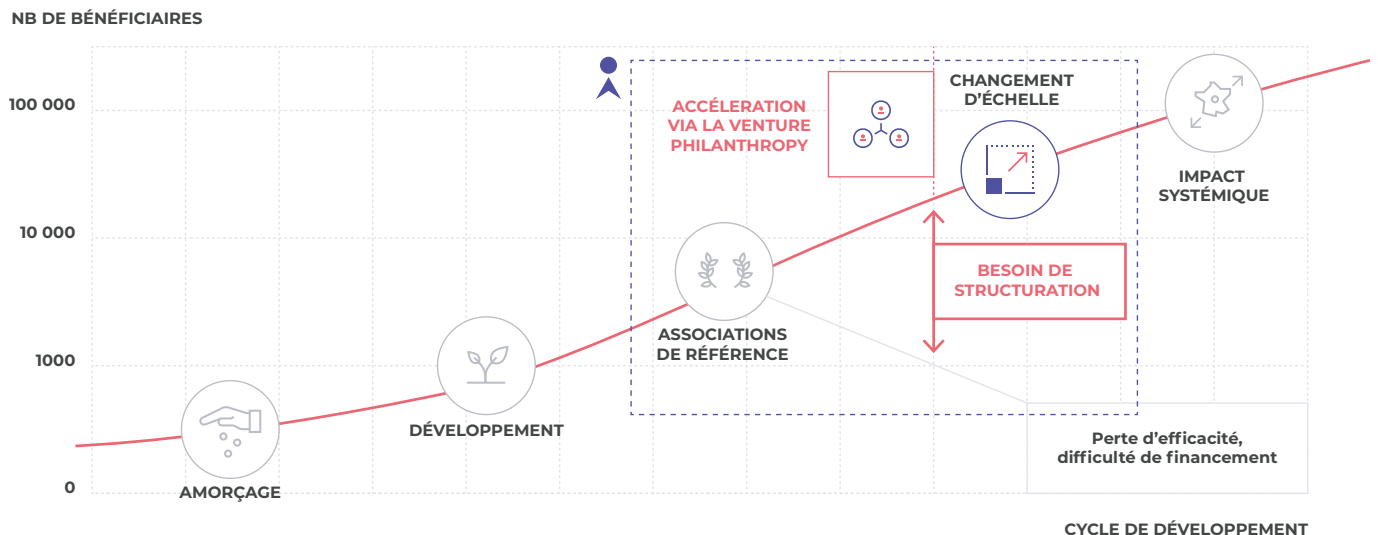 NB DE BÉNÉFICIAIRES
100 000
10 000
1000
0
AMORÇAGE
DÉVELOPPEMENT
ASSOCIATIONS
DE RÉFÉRENCE
ACCÉLERATION
VIA LA VENTURE
PHILANTHROPY
CHANGEMENT
D'ÉCHELLE
IMPACT
SYSTÉMIQUE
BESOIN DE
STRUCTURATION
Perte d'efficacité,
difficulté de financement
CYCLE DE DÉVELOPPEMENT